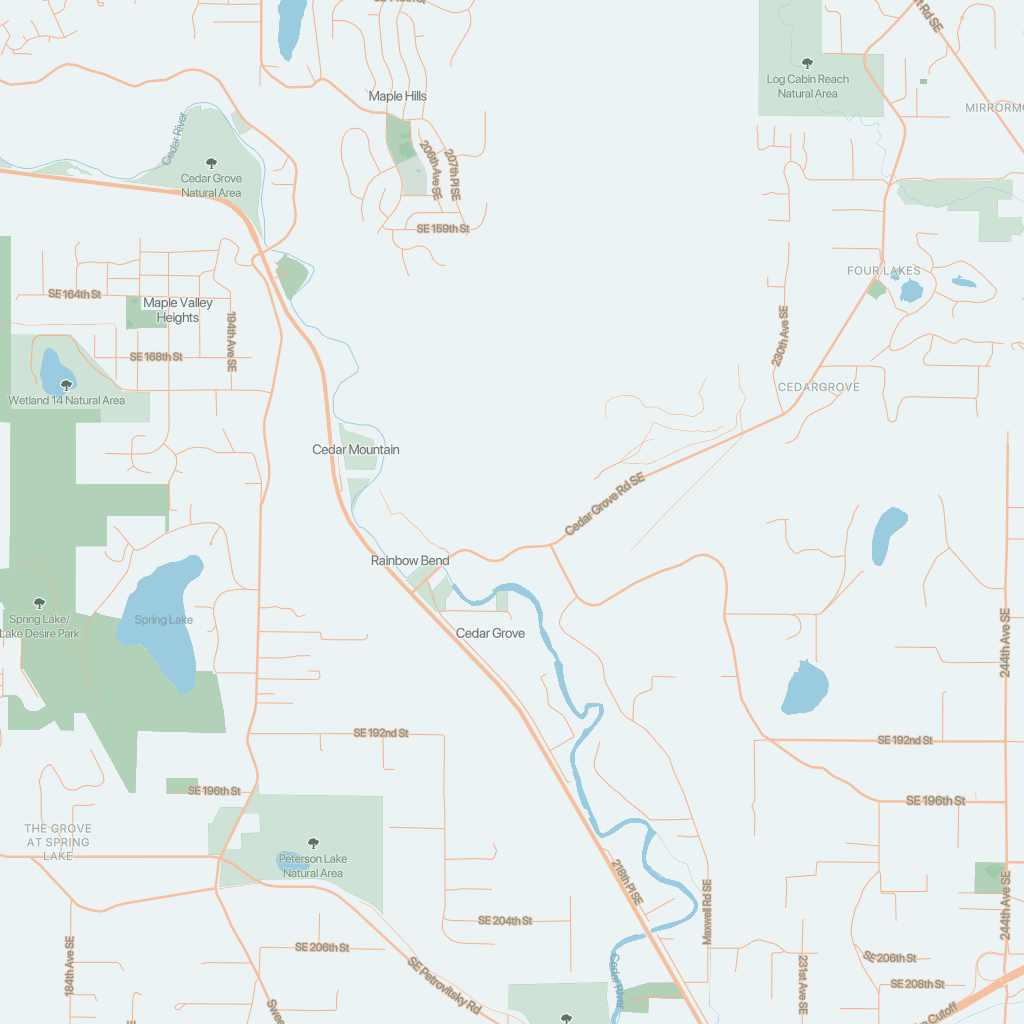 Maple Hills
Log Cabin Reach
Natural Area
Cedar River
206th Ave SE
207th Pl SE
Cedar Grove
Natural Area
SE 159th St
FOUR LAKES
SE 164th St
Maple Valley
Heights
194th Ave SE
230th Ave SE
SE 168th St
CEDARGROVE
Wetland 14 Natural Area
Cedar Mountain
Cedar Grove Rd SE
Rainbow Bend
Spring Lake/
Lake Desire Park
Spring Lake
Cedar Grove
244th Ave SE
SE 192nd St
SE 192nd St
SE 196th St
SE 196th St
THE GROVE
AT SPRING
LAKE
Peterson Lake
Natural Area
218th Pl SE
Maxwell Rd SE
244th Ave SE
SE 204th St
SE 206th St
184th Ave SE
SE Petrovitsky Rd
Cedar River
231st Ave SE
SE 206th St
SE 208th St
Cutoff